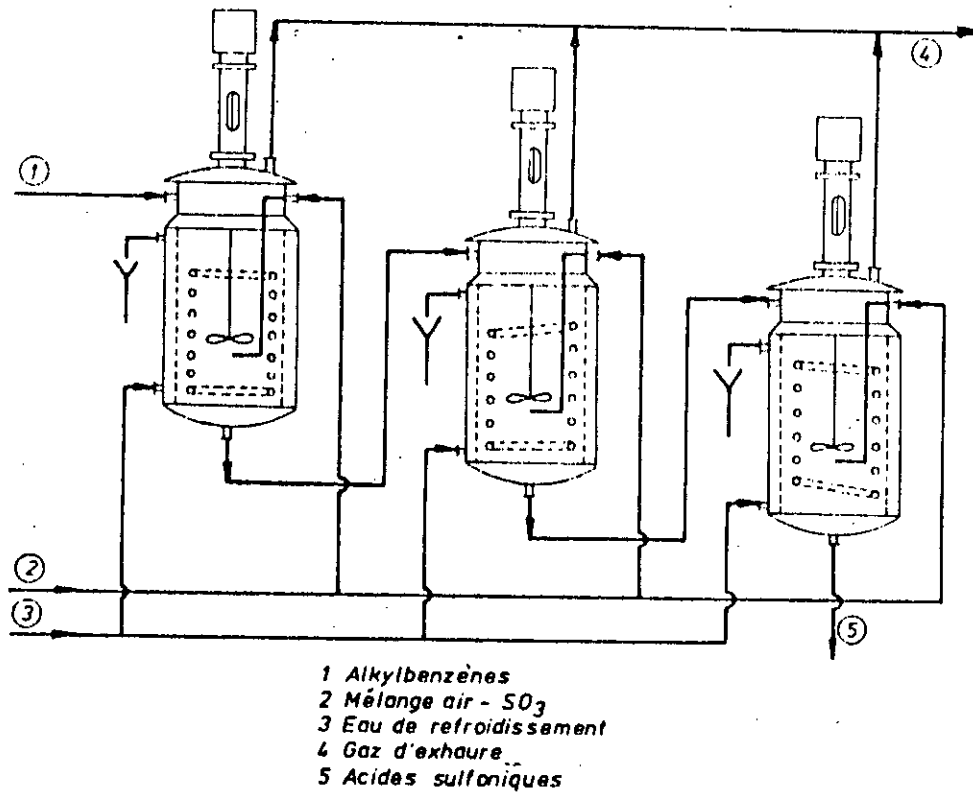 1
4
2
3
5
1 Alkylbenzènes
2 Mélange air - SO₃
3 Eau de refroidissement
4 Gaz d'exhaure
5 Acides sulfoniques